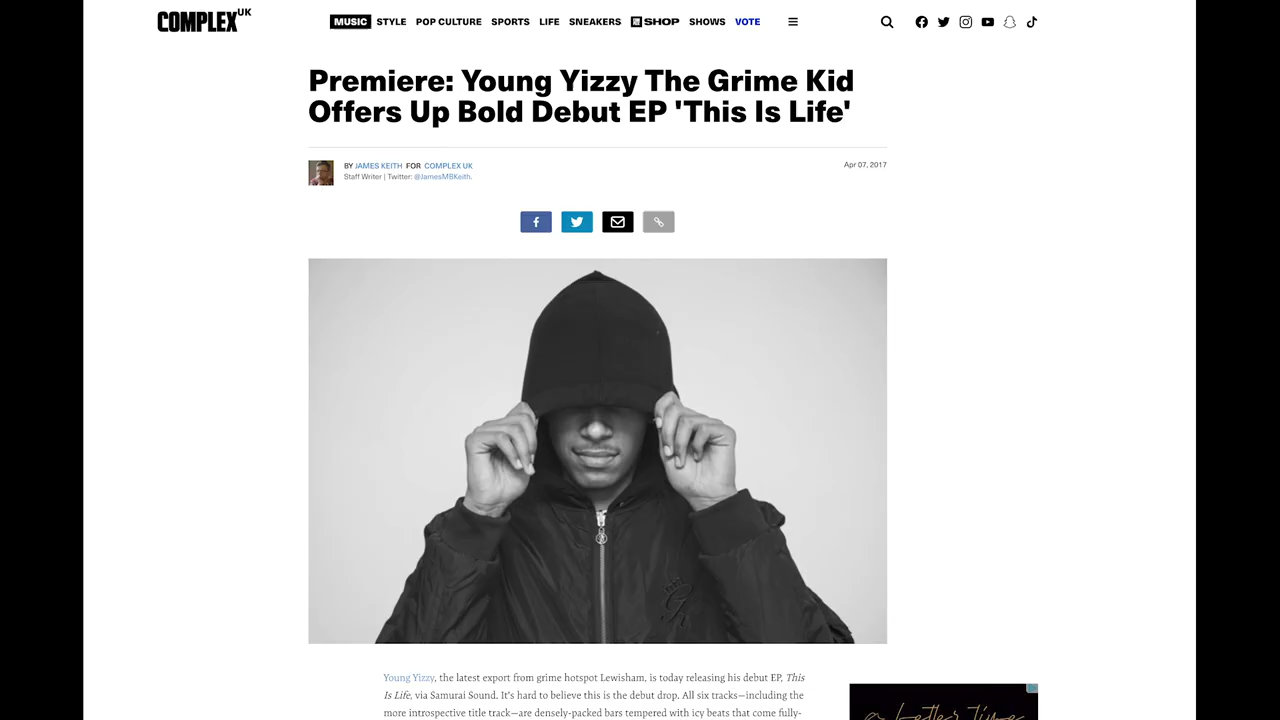 COMPLEX UK
MUSIC STYLE POP CULTURE SPORTS LIFE SNEAKERS SHOP SHOWS VOTE
Premiere: Young Yizzy The Grime Kid
Offers Up Bold Debut EP 'This Is Life'
BY JAMES KEITH FOR COMPLEX UK
Apr 07, 2017
Staff Writer | Twitter: @JamesMBKeith.
Young Yizzy, the latest export from grime hotspot Lewisham, is today releasing his debut EP, This
Is Life, via Samurai Sound. It's hard to believe this is the debut drop. All six tracks—including the
more introspective title track—are densely-packed bars tempered with icy beats that come fully-
a better time